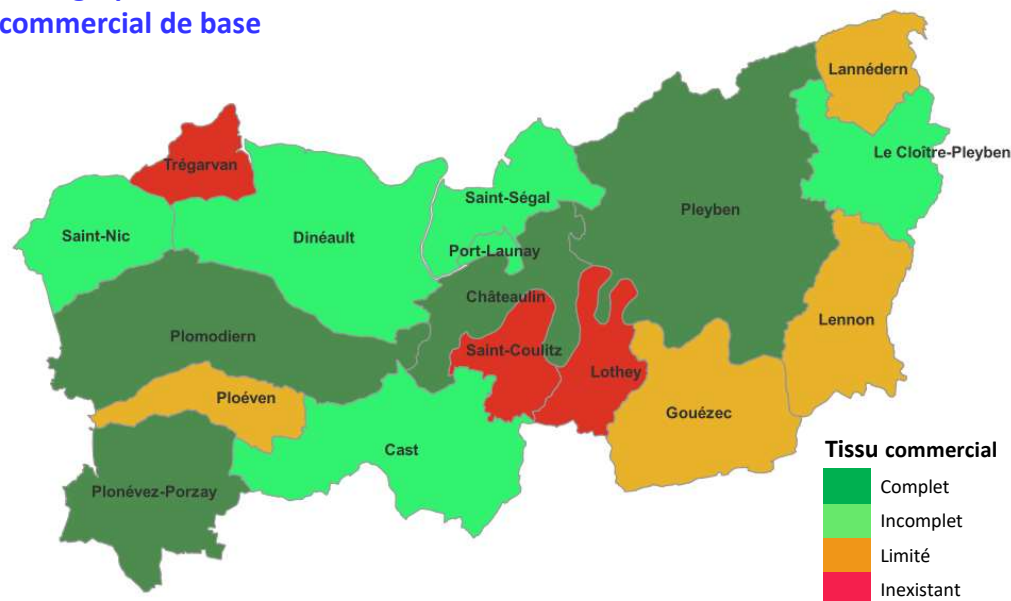 commercial de base
Lannédern
Le Cloître-Pleyben
Trégarvan
Saint-Ségal
Pleyben
Saint-Nic
Dinéault
Port-Launay
Châteaulin
Lennon
Plomodiern
Saint-Coulitz
Lothey
Ploéven
Gouézec
Cast
Plonévez-Porzay
Tissu commercial
Complet
Incomplet
Limité
Inexistant